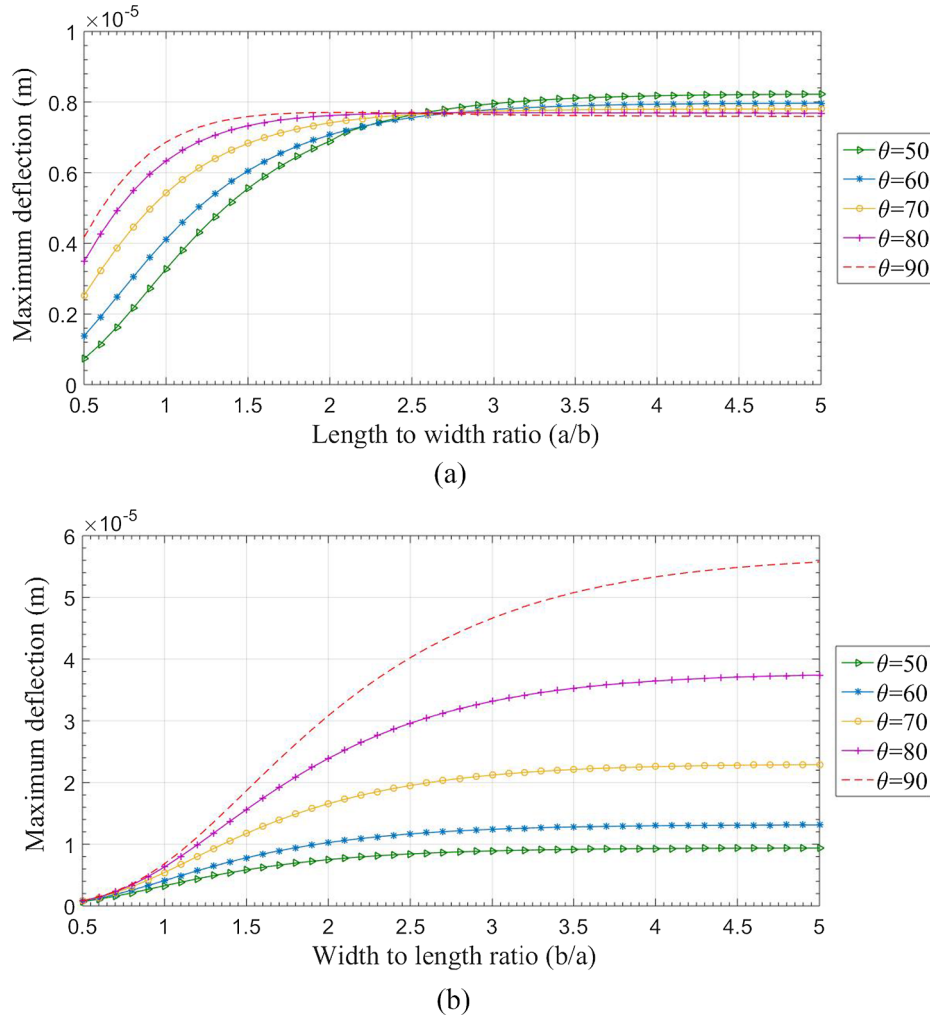 ×10-5
1
0.8
0.6
0.4
0.2
0
Maximum deflection (m)
0.5 1 1.5 2 2.5 3 3.5 4 4.5 5
Length to width ratio (a/b)
θ=50
θ=60
θ=70
θ=80
θ=90
(a)
×10-5
6
5
4
3
2
1
0
Maximum deflection (m)
0.5 1 1.5 2 2.5 3 3.5 4 4.5 5
Width to length ratio (b/a)
θ=50
θ=60
θ=70
θ=80
θ=90
(b)